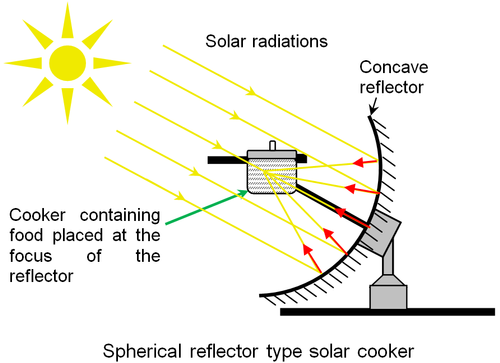 Solar radiations
Concave
reflector
Cooker containing
food placed at the
focus of the
reflector
Spherical reflector type solar cooker